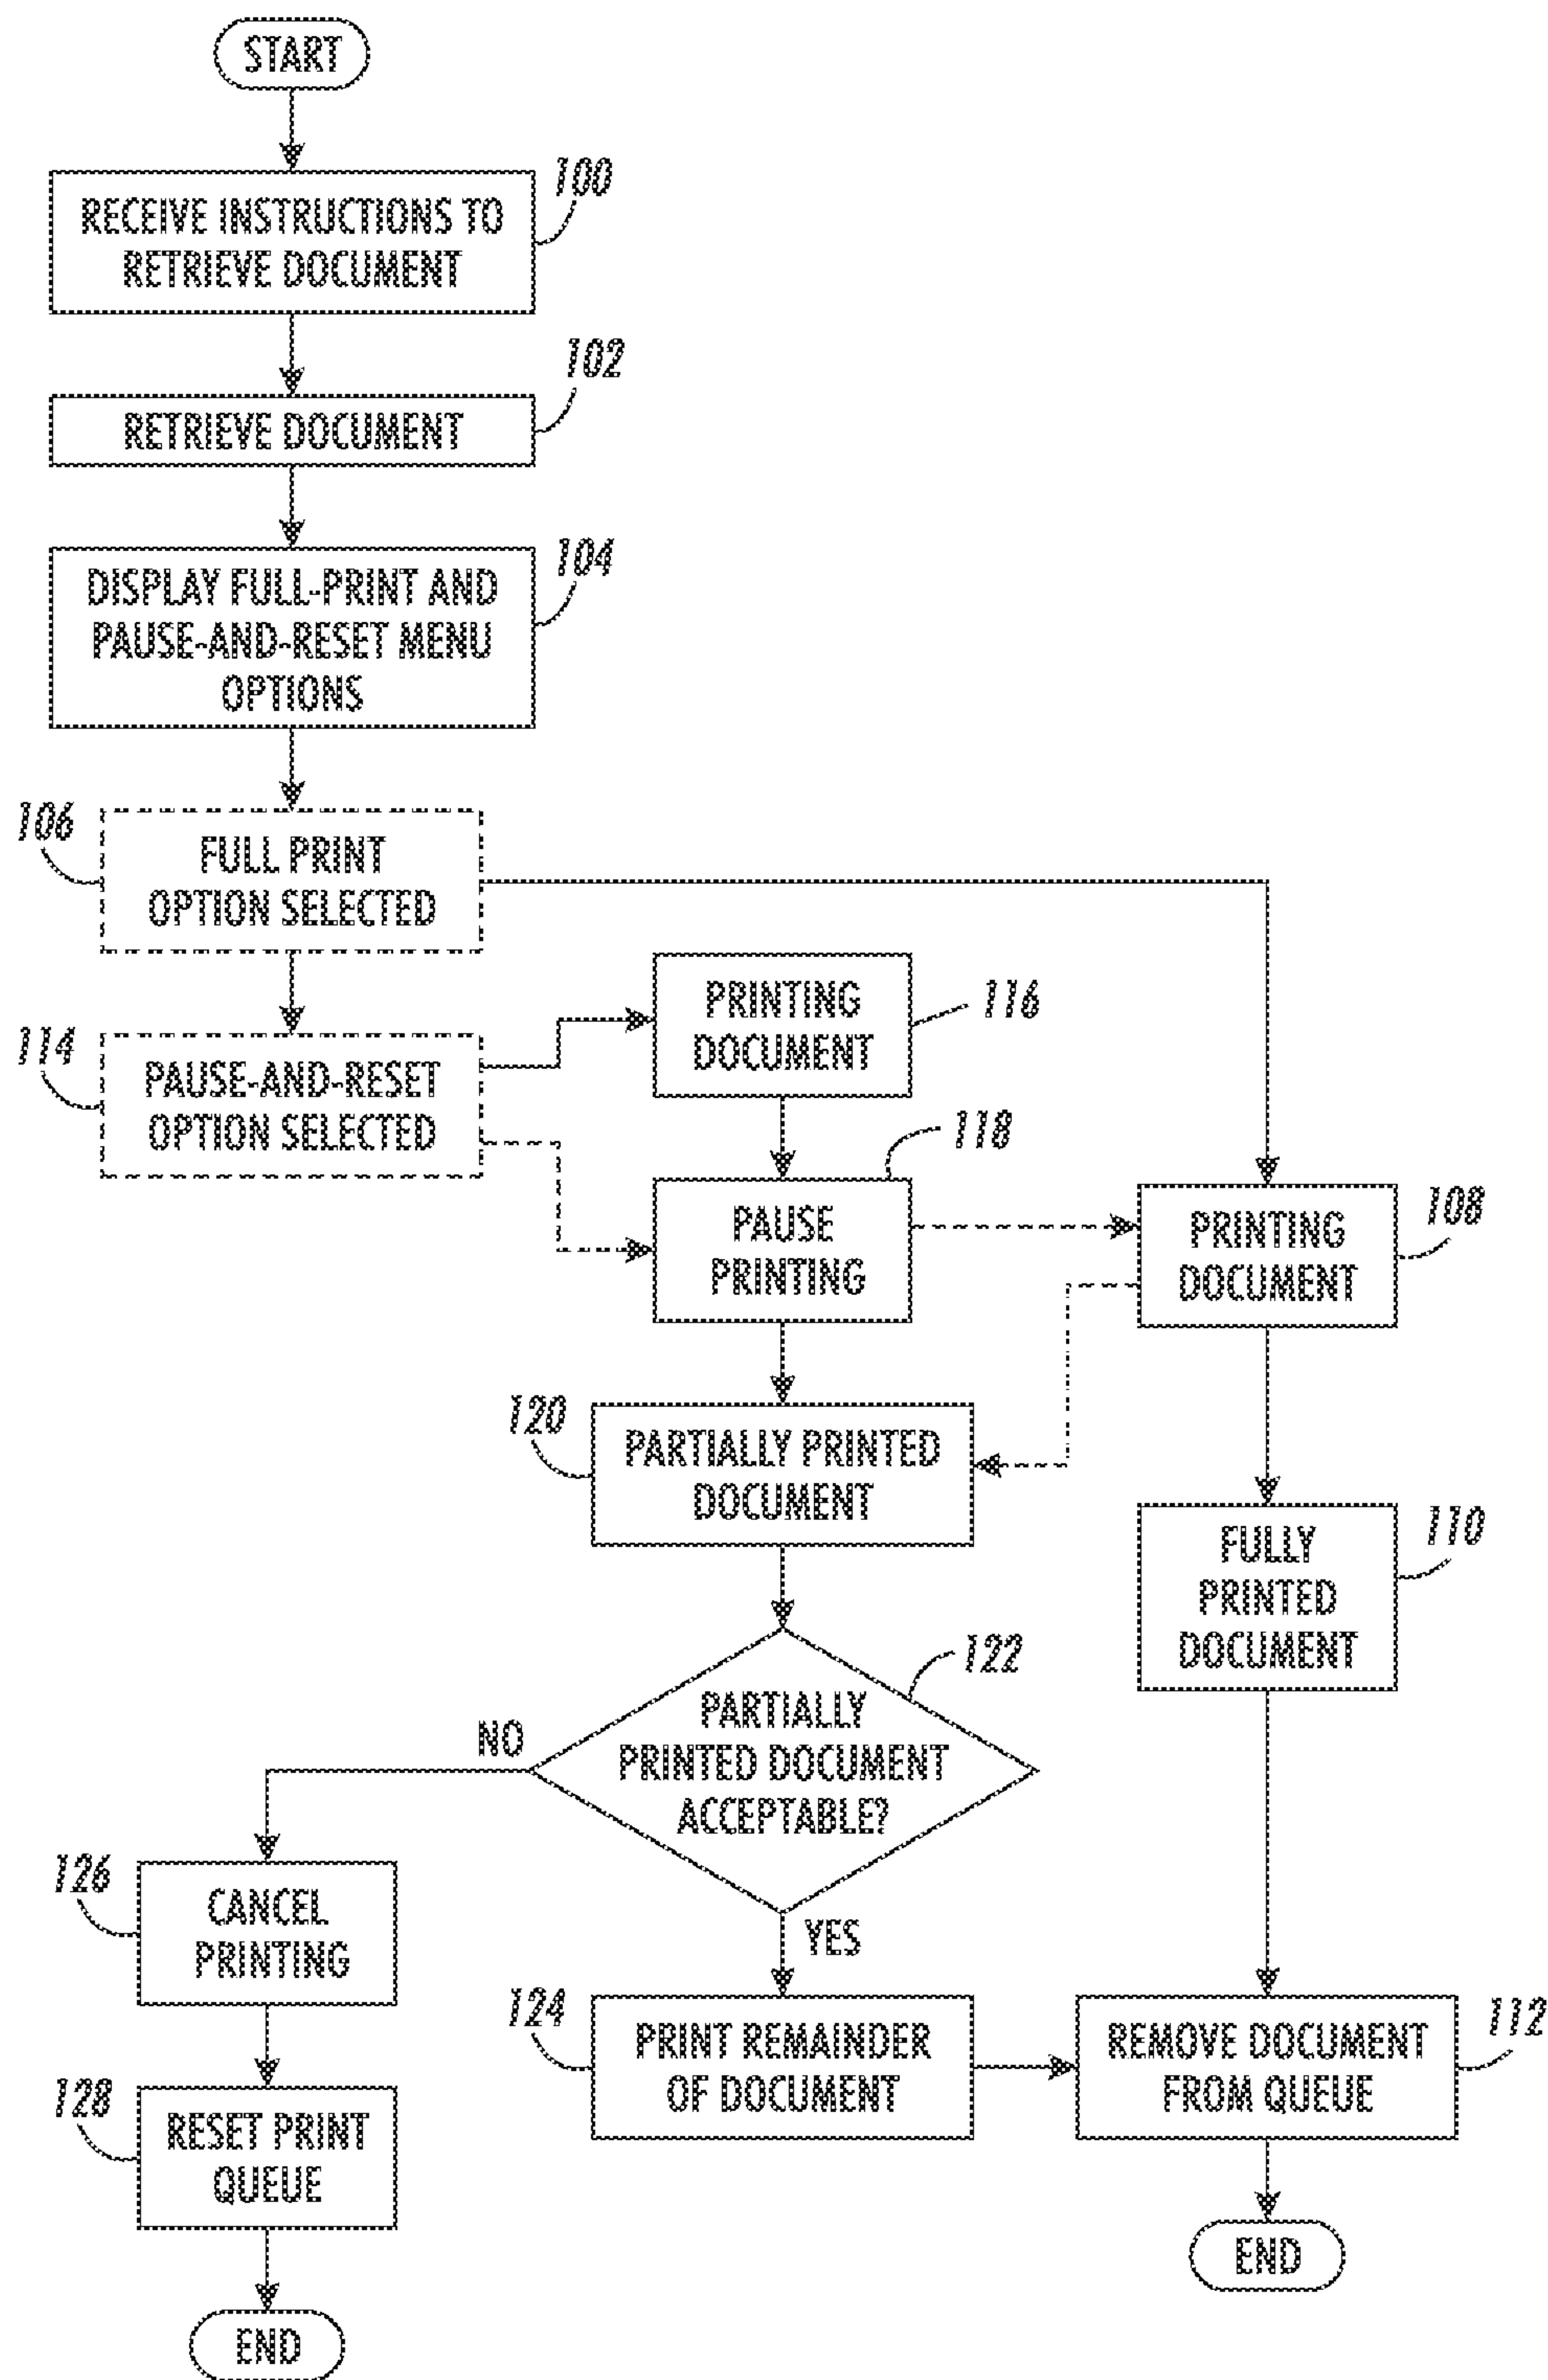 START
100
RECEIVE INSTRUCTIONS TO
RETRIEVE DOCUMENT
102
RETRIEVE DOCUMENT
104
DISPLAY FULL-PRINT AND
PAUSE-AND-RESET MENU
OPTIONS
106
FULL PRINT
OPTION SELECTED
114
PAUSE-AND-RESET
OPTION SELECTED
116
PRINTING
DOCUMENT
118
PAUSE
PRINTING
108
PRINTING
DOCUMENT
120
PARTIALLY PRINTED
DOCUMENT
110
FULLY
PRINTED
DOCUMENT
122
PARTIALLY
PRINTED DOCUMENT
ACCEPTABLE?
NO
YES
126
CANCEL
PRINTING
124
PRINT REMAINDER
OF DOCUMENT
112
REMOVE DOCUMENT
FROM QUEUE
128
RESET PRINT
QUEUE
END
END